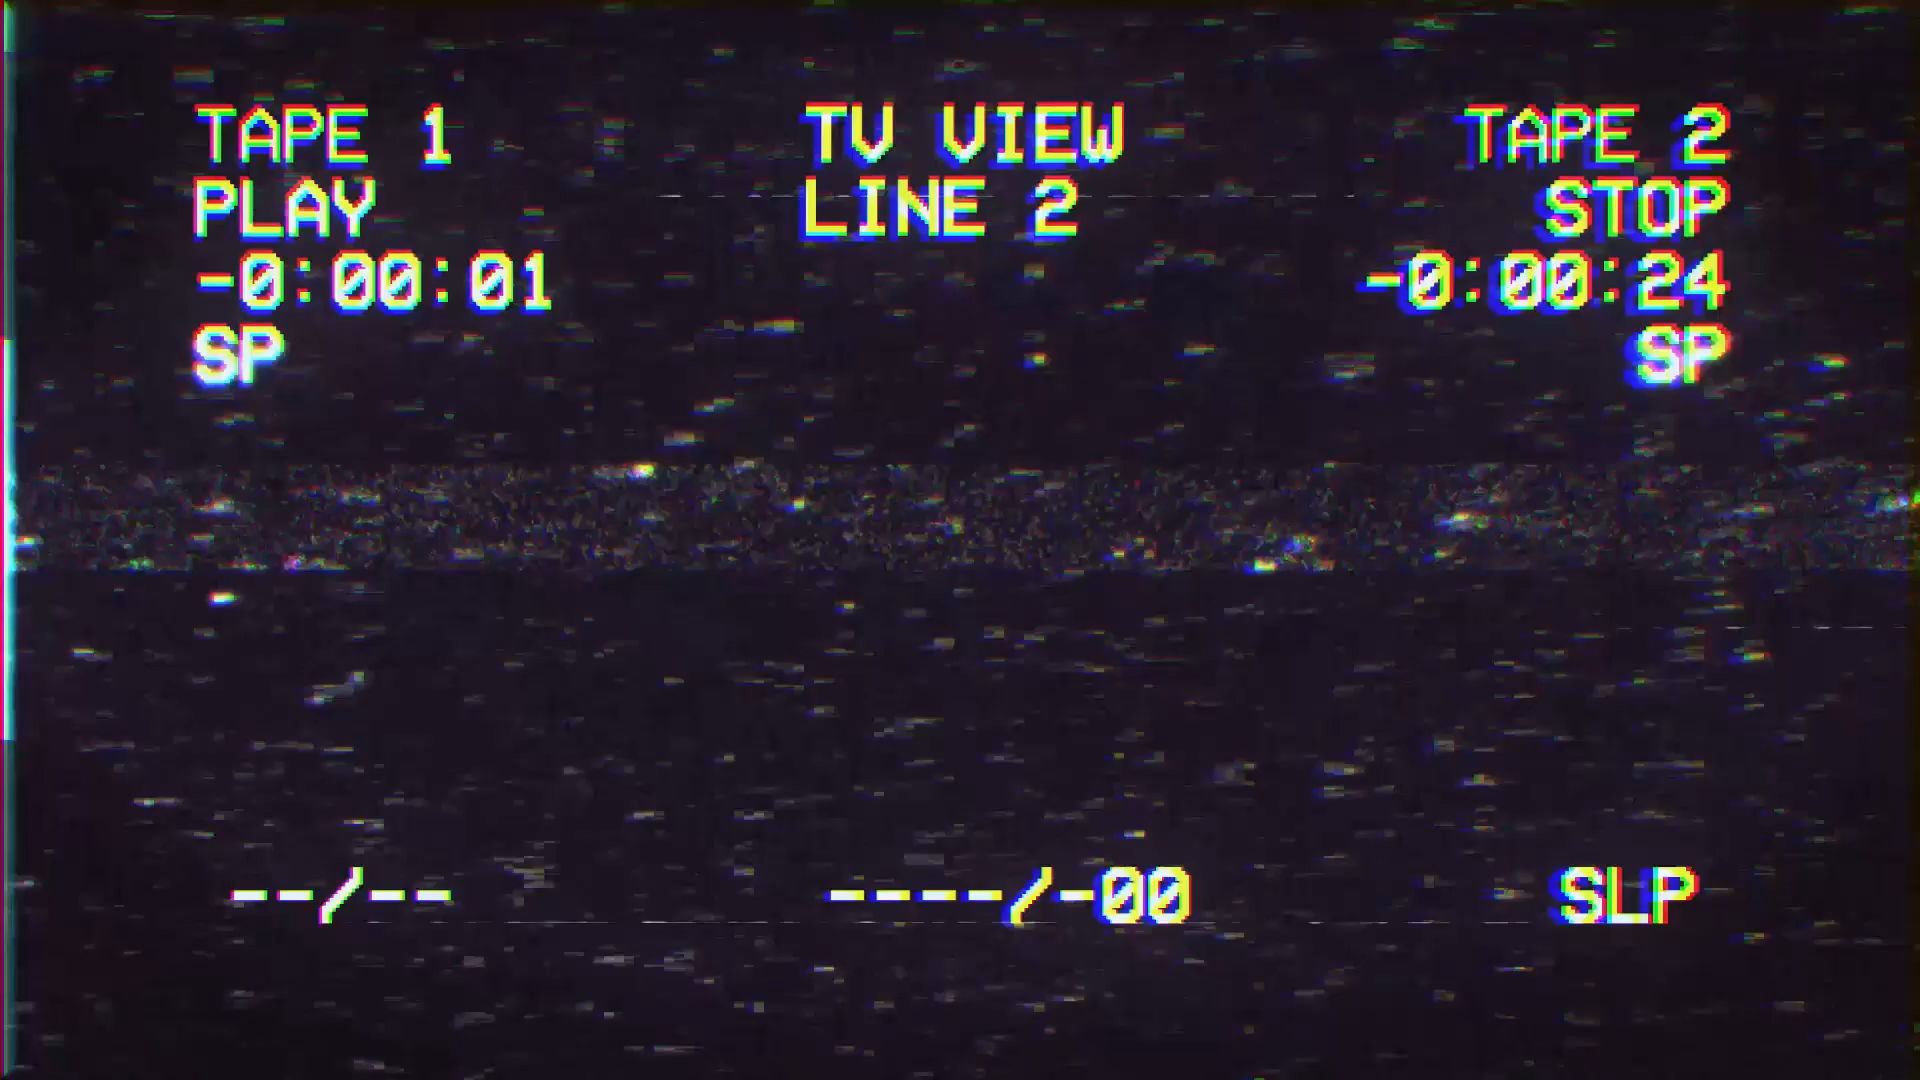 TAPE 1 TV VIEW TAPE 2
PLAY LINE 2 STOP
-0:00:01 -0:00:24
SP SP
--/-- ----/-00 SLP